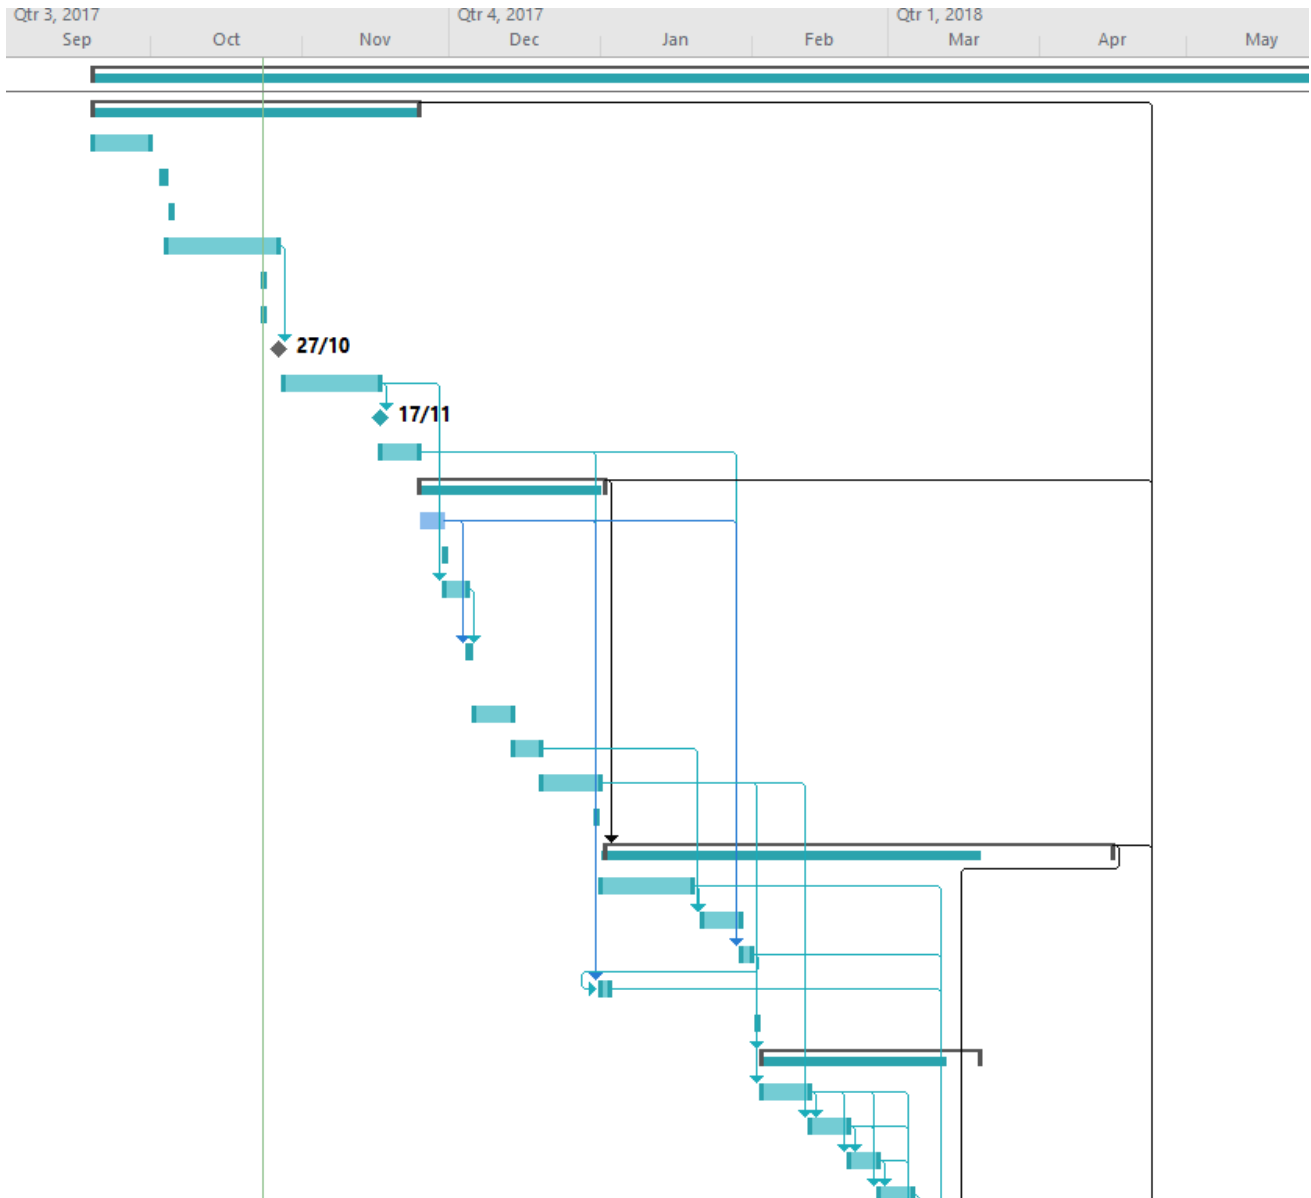 Qtr 3, 2017 Qtr 4, 2017 Qtr 1, 2018
Sep Oct Nov Dec Jan Feb Mar Apr May
27/10
17/11